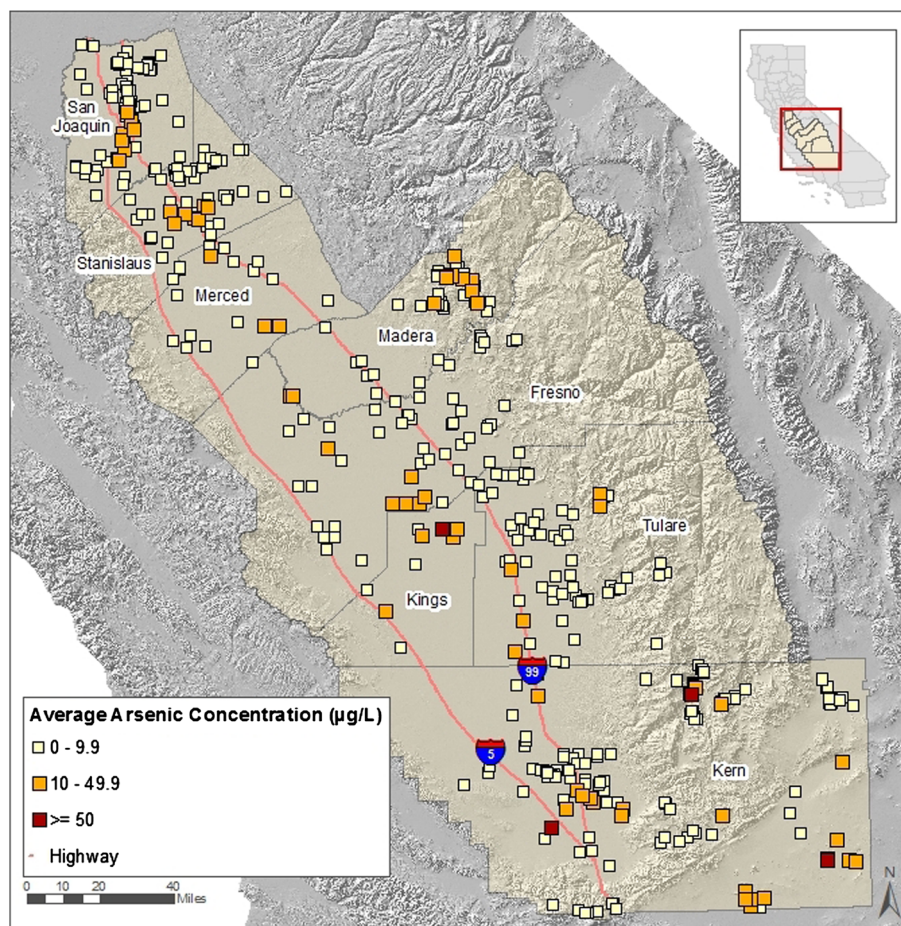 San
Joaquin
Stanislaus
Merced
Madera
Fresno
Tulare
Kings
99
5
Kern
Average Arsenic Concentration (µg/L)
0 - 9.9
10 - 49.9
>= 50
Highway
0 10 20 40
Miles
N